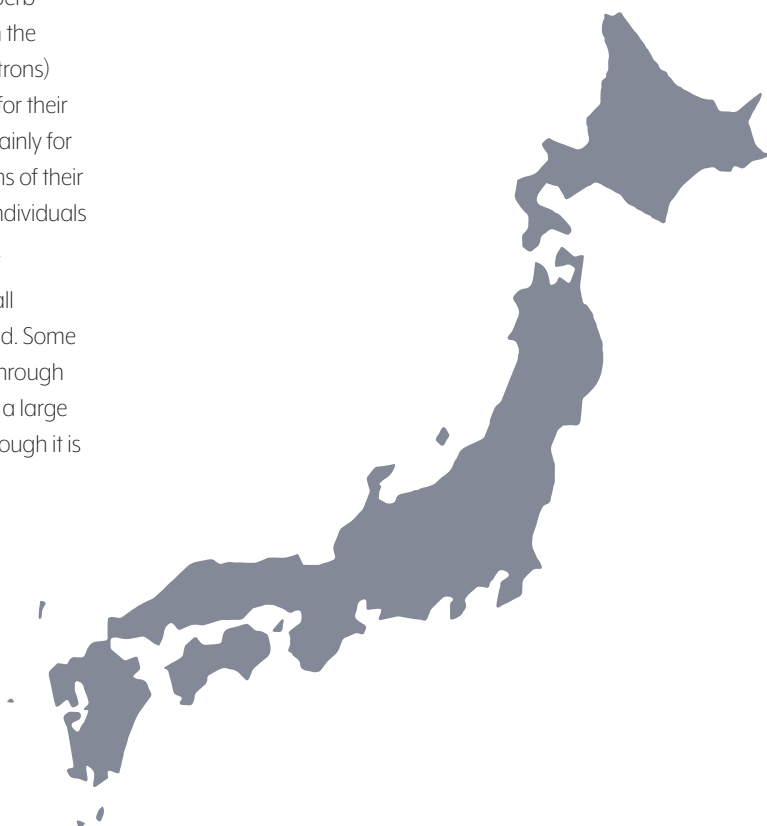 the
trons)
for their
ainly for
ns of their
ndividuals
all
d. Some
hrough
a large
ough it is